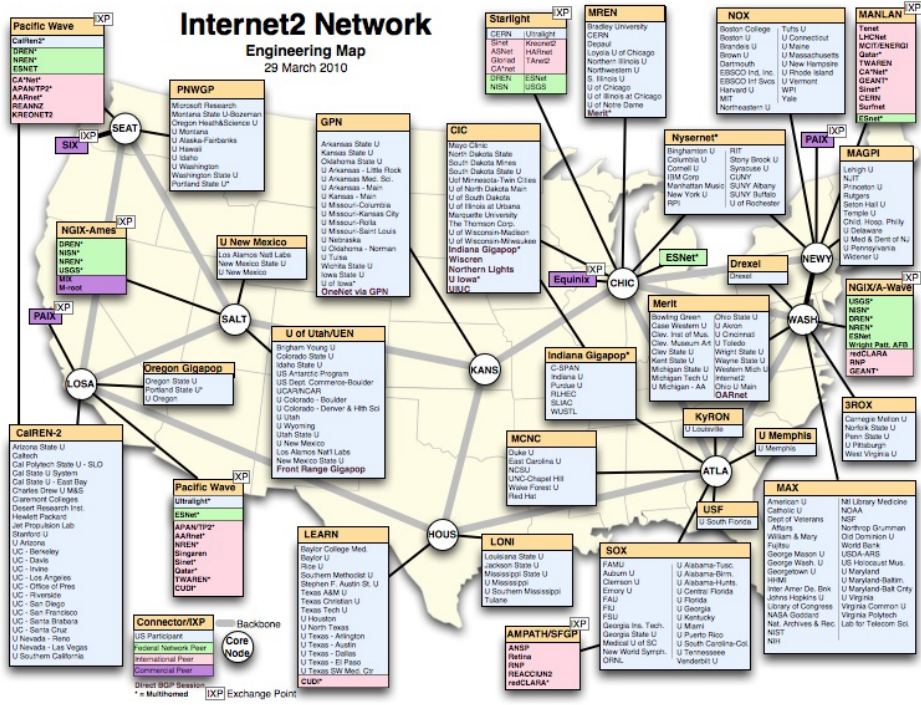 Internet2 Network
Engineering Map
29 March 2010
Pacific Wave
IXP
CalRen2*
DREN*
NREN*
ESNET
CA*Net*
APAN/TP2*
AARnet*
REANNZ
KREONET2
SEAT
IXP
SIX
PNWGP
Microsoft Research
Montana State U-Bozeman
Oregon Heath&Science U
U Montana
U Alaska-Fairbanks
U Hawaii
U Idaho
U Washington
Washington State U
Portland State U*
GPN
Arkansas State U
Kansas State U
Oklahoma State U
U Arkansas - Little Rock
U Arkansas Med. Sci.
U Arkansas - Main
U Kansas - Main
U Missouri-Columbia
U Missouri-Kansas City
U Missouri-Rolla
U Missouri-Saint Louis
U Nebraska
U Oklahoma - Norman
U Tulsa
Wichita State U
Iowa State U
U of Iowa*
OneNet via GPN
CIC
Mayo Clinic
North Dakota State
South Dakota Mines
South Dakota State U
Uof Minnesota-Twin Cities
U of North Dakota Main
U of South Dakota
U of Illinois at Urbana
Marquette University
The Thomson Corp.
U of Wisconsin-Madison
U of Wisconsin-Milwaukee
Indiana Gigapop*
Wiscren
Northern Lights
U Iowa*
UIUC
Starlight
IXP
CERN Ultralight
Sinet Kreonet2
ASNet HARnet
Gloriad TAnet2
CA*net
DREN ESNet
NISN USGS
MREN
Bradley University
CERN
Depaul
Loyola U of Chicago
Northern Illinois U
Northwestern U
S. Illinois U
U of Chicago
U of Illinois at Chicago
U of Notre Dame
Merit*
NOX
Boston College Tufts U
Boston U U Connecticut
Brandeis U U Maine
Brown U U Massachusetts
Dartmouth U New Hampshire
EBSCO Ind, Inc. U Rhode Island
EBSCO Inf Svcs U Vermont
Harvard U WPI
MIT Yale
Northeastern U
MANLAN
IXP
Tenet
LHCNet
MCIT/ENERGI
Qatar*
TWAREN
CA*Net*
GEANT*
Sinet*
CERN
Surfnet
ESnet*
Nysernet*
Binghamton U RIT
Columbia U Stony Brook U
Cornell U Syracuse U
IBM Corp CUNY
Manhattan Music SUNY Albany
New York U SUNY Buffalo
RPI U of Rochester
IXP
PAIX
MAGPI
Lehigh U
NJIT
Princeton U
Rutgers
Seton Hall U
Temple U
Child. Hosp. Philly
U Delaware
U Med & Dent of NJ
U Pennsylvania
Widener U
NGIX-Ames
IXP
DREN*
NISN*
NREN*
USGS*
MIX
M-root
U New Mexico
Los Alamos Natl Labs
New Mexico State U
U New Mexico
SALT
IXP
Equinix
CHIC
ESNet*
Drexel
Drexel
NEWY
WASH
NGIX/A-Wave
IXP
USGS*
NISN*
DREN*
NREN*
ESNet
Wright Patt. AFB
redCLARA
RNP
GEANT*
IXP
PAIX
LOSA
U of Utah/UEN
Brigham Young U
Colorado State U
Idaho State U
US Antarctic Program
US Dept. Commerce-Boulder
UCAR/NCAR
U Colorado - Boulder
U Colorado - Denver & Hlth Sci
U Utah
U Wyoming
Utah State U
U New Mexico
Los Alamos Nat'l Labs
New Mexico State U
Front Range Gigapop
Oregon Gigapop
Oregon State U
Portland State U*
U Oregon
KANS
Indiana Gigapop*
C-SPAN
Indiana U
Purdue U
RLHEC
SLIAC
WUSTL
Merit
Bowling Green Ohio State U
Case Western U U Akron
Clev. Inst of Mus. U Cincinnati
Clev. Museum Art U Toledo
Clev State U Wright State U
Kent State U Wayne State U
Michigan State U Western Mich U
Michigan Tech U Internet2
U Michigan - AA Ohio U Main
OARnet
3ROX
Carnegie Mellon U
Norfolk State U
Penn State U
U Pittsburgh
West Virginia U
KyRON
U Louisville
U Memphis
U Memphis
ATLA
USF
U South Florida
CalREN-2
Arizona State U
Caltech
Cal Polytech State U - SLO
Cal State U System
Cal State U - East Bay
Charles Drew U M&S
Claremont Colleges
Desert Research Inst.
Hewlett Packard
Jet Propulsion Lab
Stanford U
U Arizona
UC - Berkeley
UC - Davis
UC - Irvine
UC - Los Angeles
UC - Office of Pres
UC - Riverside
UC - San Diego
UC - San Francisco
UC - Santa Brabara
UC - Santa Cruz
U Nevada - Reno
U Nevada - Las Vegas
U Southern California
Pacific Wave
IXP
Ultralight*
ESNet*
APAN/TP2*
AARnet*
NREN*
Singaren
Sinet*
Qatar*
TWAREN*
CUDI*
MCNC
Duke U
East Carolina U
NCSU
UNC-Chapel Hill
Wake Forest U
Red Hat
HOUS
LEARN
Baylor College Med.
Baylor U
Rice U
Southern Methodist U
Stephen F. Austin St. U
Texas A&M U
Texas Christian U
Texas Tech U
U Houston
U North Texas
U Texas - Arlington
U Texas - Austin
U Texas - Dallas
U Texas - El Paso
U Texas SW Med. Ctr
CUDI*
LONI
Louisiana State U
Jackson State U
Mississippi State U
U Mississippi
U Southern Mississippi
Tulane
SOX
FAMU U Alabama-Tusc.
Auburn U U Alabama-Birm.
Clemson U U Alabama-Hunts.
Emory U U Central Florida
FAU U Florida
FIU U Georgia
FSU U Kentucky
Georgia Ins. Tech. U Miami
Georgia State U U Puerto Rico
Medical U of SC U South Carolina-Col.
New World Symph. U Tennesseee
ORNL Vanderbilt U
MAX
American U Ntl Library Medicine
Catholic U NOAA
Dept of Veterans NSF
Affairs Northrop Grumman
William & Mary Old Dominion U
Fujitsu World Bank
George Mason U USDA-ARS
George Wash. U US Holocaust Mus.
Georgetown U U Maryland
HHMI U Maryland-Baltim.
Inter Amer De. Bnk U Maryland-Balt Cnty
Johns Hopkins U U Virginia
Library of Congress Virginia Common U
NASA Goddard Virginia Polytech
Nat. Archives & Rec. Lab for Telecom Sci.
NIST
NIH
AMPATH/SFGP
IXP
ANSP
Retina
RNP
REACCIUN2
redCLARA*
Connector/IXP
US Participant
Federal Network Peer
International Peer
Commercial Peer
Direct BGP Session
* = Multihomed
Backbone
Core Node
IXP Exchange Point